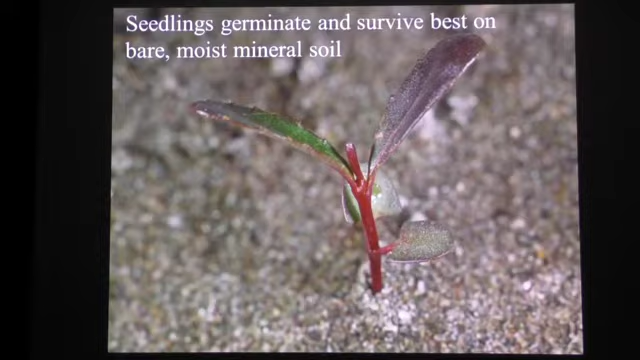 Seedlings germinate and survive best on
bare, moist mineral soil